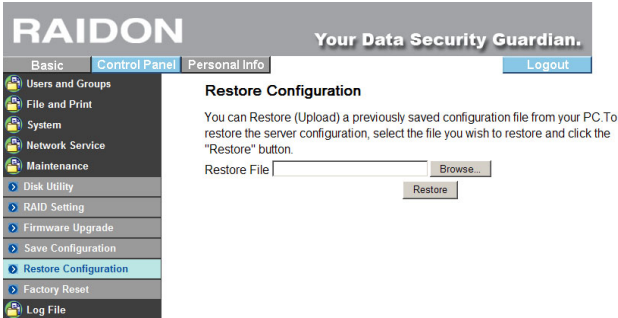 RAIDON
Your Data Security Guardian.
Basic Control Panel Personal Info Logout
Users and Groups
File and Print
System
Network Service
Maintenance
Disk Utility
RAID Setting
Firmware Upgrade
Save Configuration
Restore Configuration
Factory Reset
Log File
Restore Configuration
You can Restore (Upload) a previously saved configuration file from your PC.To
restore the server configuration, select the file you wish to restore and click the
"Restore" button.
Restore File Browse...
Restore